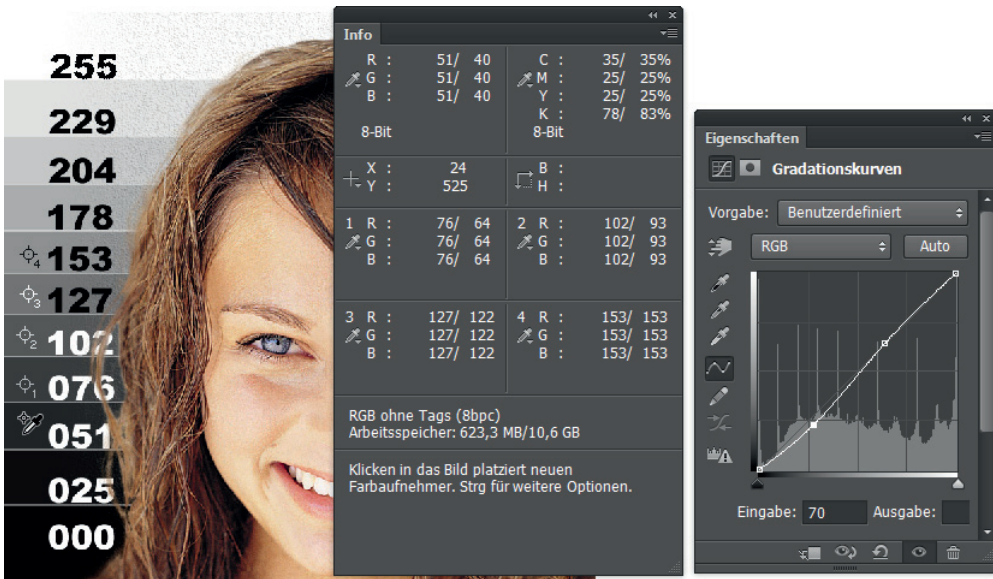 255
229
204
178
4 153
3 127
2 102
1 076
051
025
000
Info
R : 51/ 40
G : 51/ 40
B : 51/ 40
8-Bit
C : 35/ 35%
M : 25/ 25%
Y : 25/ 25%
K : 78/ 83%
8-Bit
X : 24
Y : 525
B :
H :
1 R : 76/ 64
G : 76/ 64
B : 76/ 64
2 R : 102/ 93
G : 102/ 93
B : 102/ 93
3 R : 127/ 122
G : 127/ 122
B : 127/ 122
4 R : 153/ 153
G : 153/ 153
B : 153/ 153
RGB ohne Tags (8bpc)
Arbeitsspeicher: 623,3 MB/10,6 GB
Klicken in das Bild platziert neuen
Farbaufnehmer. Strg für weitere Optionen.
Eigenschaften
Gradationskurven
Vorgabe: Benutzerdefiniert
RGB Auto
Eingabe: 70 Ausgabe: